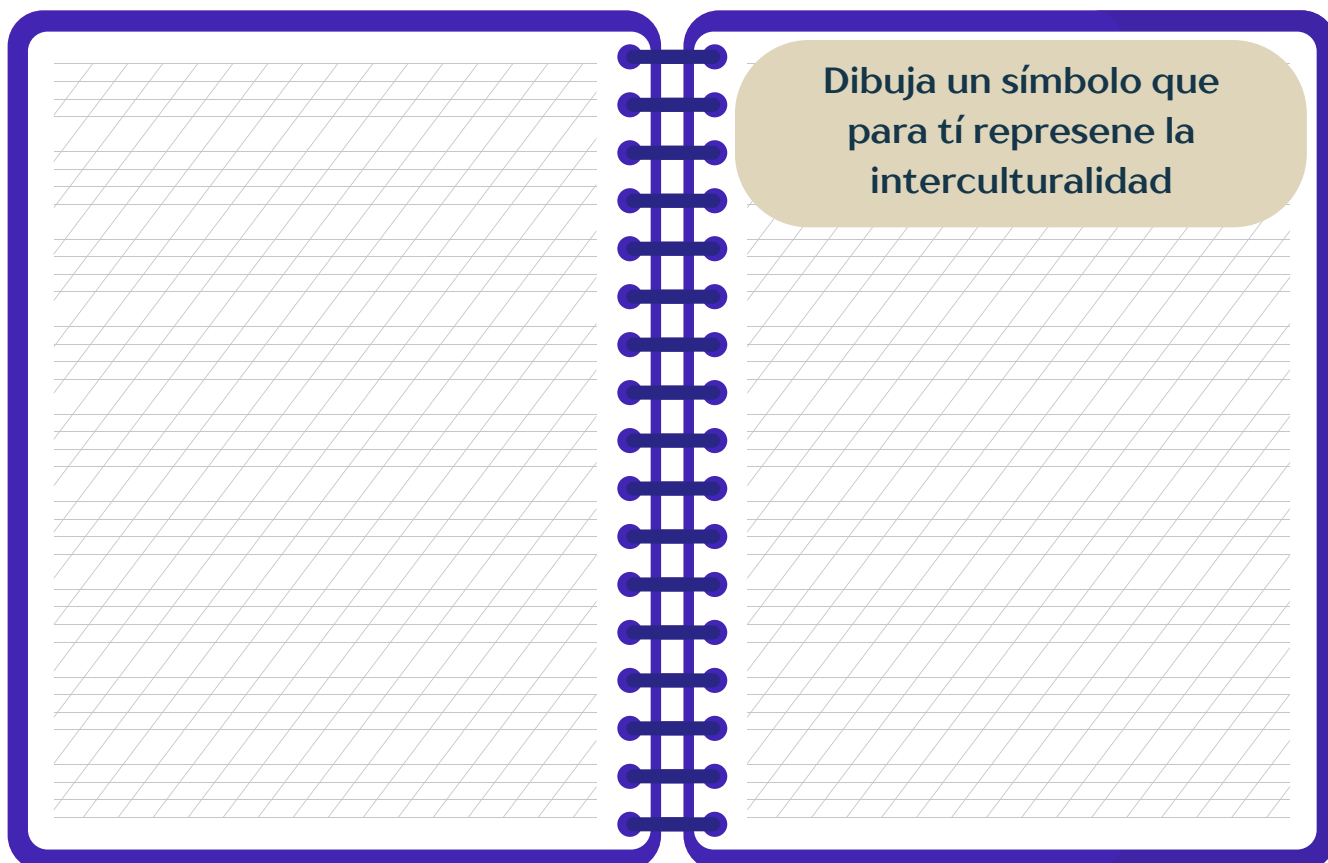 Dibuja un símbolo que
para tí represene la
interculturalidad